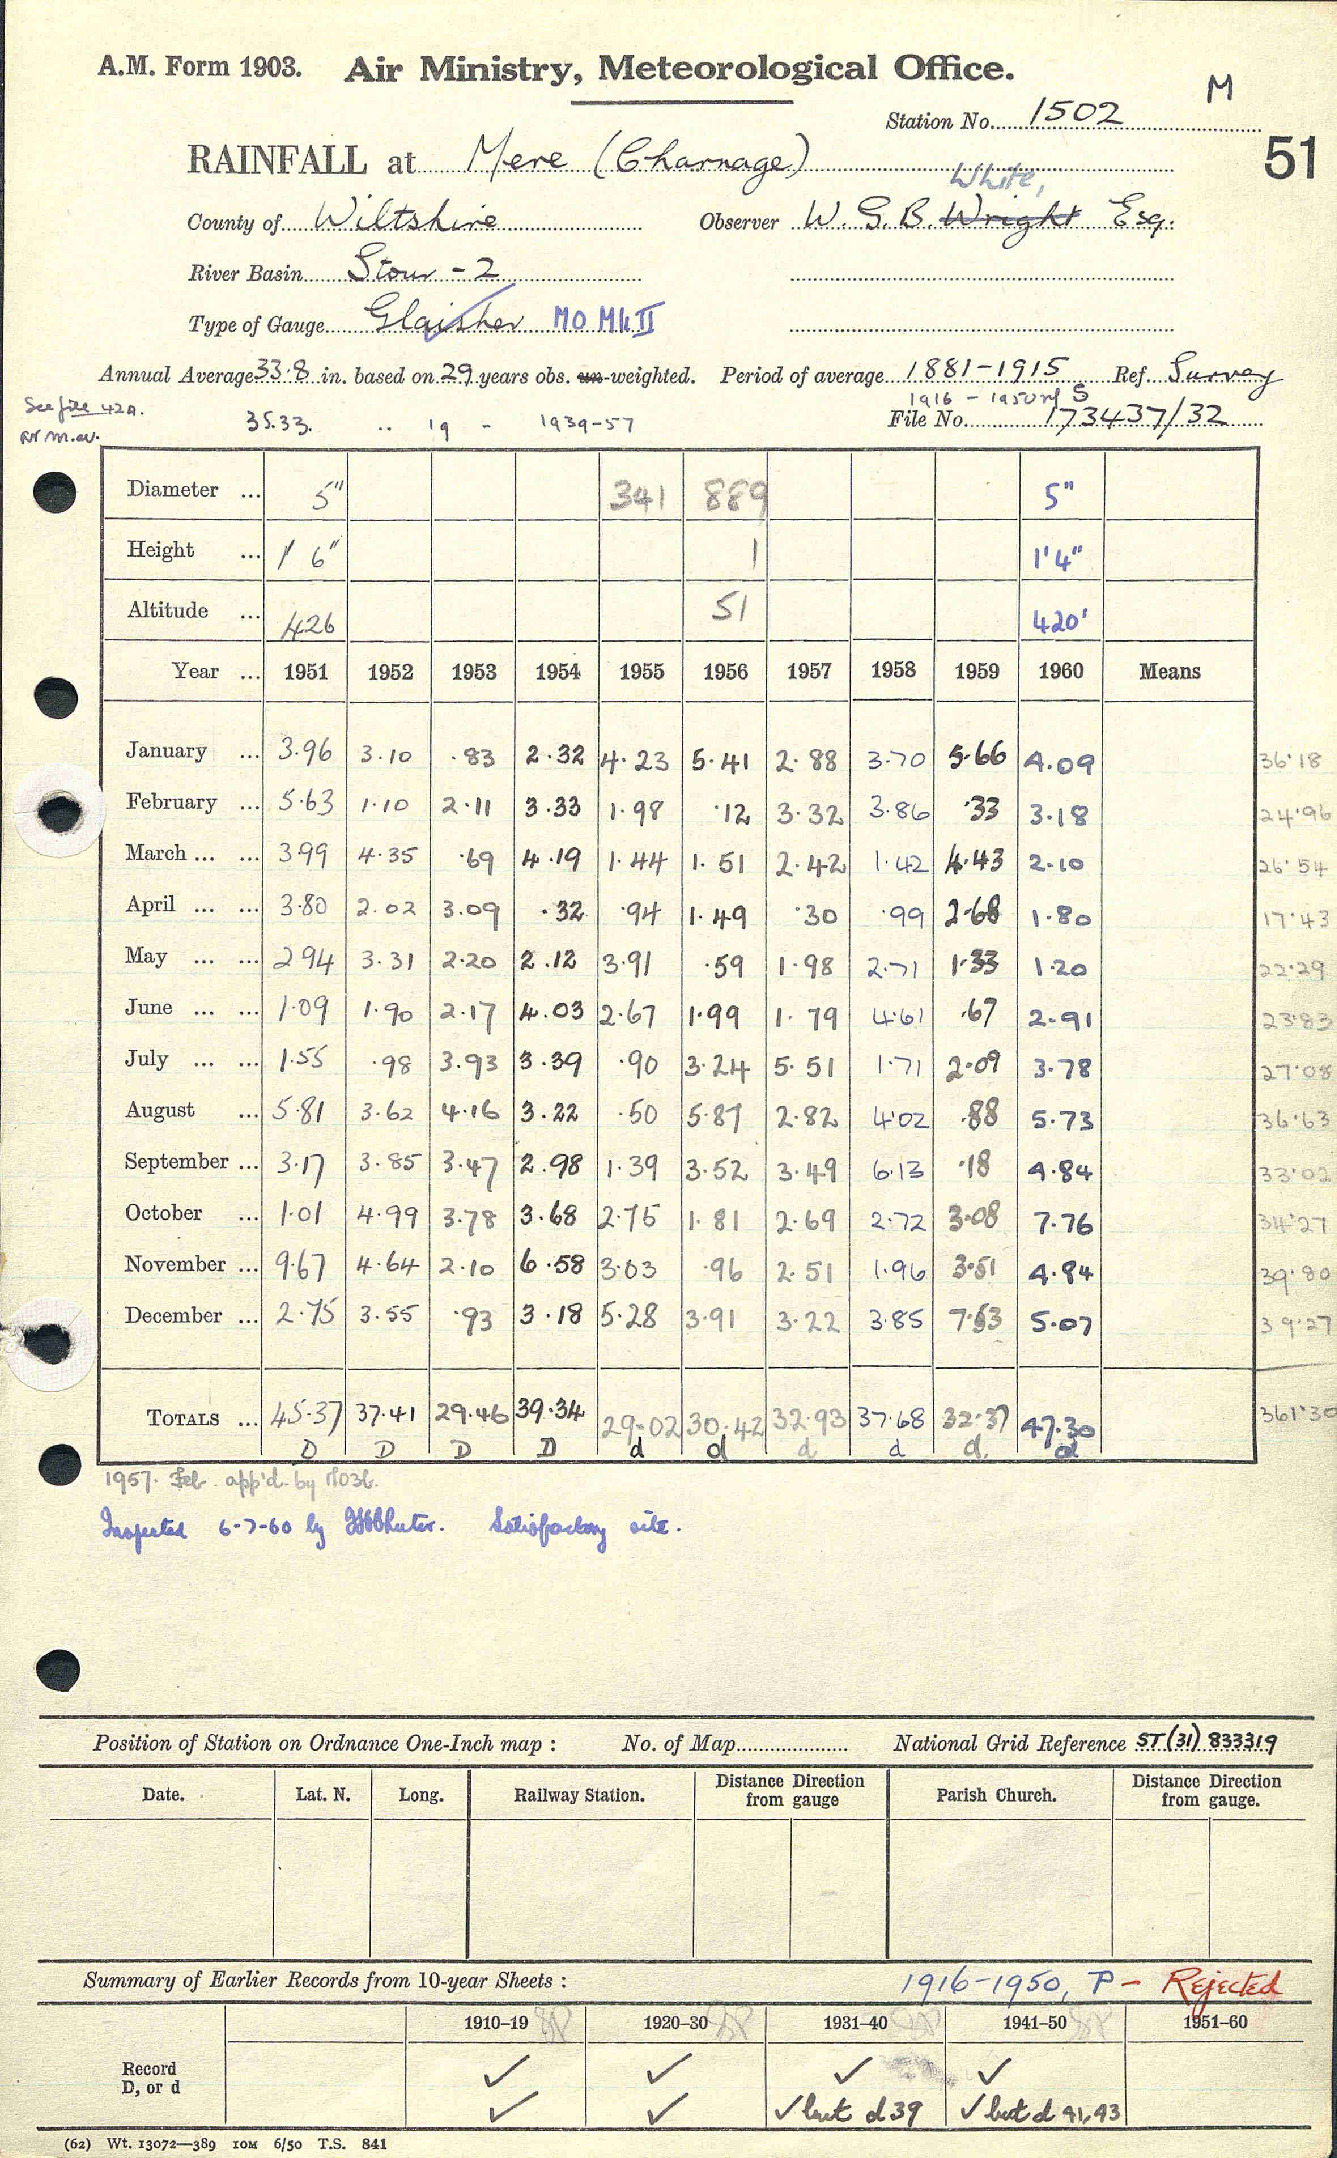 A.M. Form 1903. Air Ministry, Meteorological Office.
M
Station No. 1502
51
RAINFALL at Mere (Charnage)
White,
County of Wiltshire Observer W. G. B. Wright Esq.
River Basin Stour - 2
Type of Gauge Glaisher MO Mk II
Annual Average 33.8 in. based on 29 years obs. un-weighted. Period of average 1881-1915 Ref. Survey
See file 42A. 35.33. .. 19 - 1939-57 1916 - 1950 S
File No. 173437/32
Diameter ... 5" 341 889 5"
Height ... 1' 6" 1 1'4"
Altitude ... 426 51 420'
Year ... 1951 1952 1953 1954 1955 1956 1957 1958 1959 1960 Means
January ... 3.96 3.10 .83 2.32 4.23 5.41 2.88 3.70 5.66 4.09 36.18
February ... 5.63 1.10 2.11 3.33 1.98 .12 3.32 3.86 .33 3.18 24.96
March ... ... 3.99 4.35 .69 4.19 1.44 1.51 2.42 1.42 4.43 2.10 26.54
April ... ... 3.80 2.02 3.09 .32 .94 1.49 .30 .99 2.68 1.80 17.43
May ... ... 2.94 3.31 2.20 2.12 3.91 .59 1.98 2.71 1.33 1.20 22.29
June ... ... 1.09 1.90 2.17 4.03 2.67 1.99 1.79 4.61 .67 2.91 23.83
July ... ... 1.55 .98 3.93 3.39 .90 3.24 5.51 1.71 2.09 3.78 27.08
August ... 5.81 3.62 4.16 3.22 .50 5.87 2.82 4.02 .88 5.73 36.63
September ... 3.17 3.85 3.47 2.98 1.39 3.52 3.49 6.13 .18 4.84 33.02
October ... 1.01 4.99 3.78 3.68 2.75 1.81 2.69 2.72 3.08 7.76 34.27
November ... 9.67 4.64 2.10 6.58 3.03 .96 2.51 1.96 3.51 4.84 39.80
December ... 2.75 3.55 .93 3.18 5.28 3.91 3.22 3.85 7.53 5.07 39.27
TOTALS ... 45.37 37.41 29.46 39.34 29.02 30.42 32.93 37.68 32.37 47.30 361.30
D D D D d d d d d. d
1957. Feb. app'd. by M03b.
Inspected 6-7-60 by Satisfactory site.
Position of Station on Ordnance One-Inch map : No. of Map National Grid Reference ST (31) 833319
Date. Lat. N. Long. Railway Station. Distance Direction from gauge Parish Church. Distance Direction from gauge.
Summary of Earlier Records from 10-year Sheets : 1916-1950, P - Rejected
1910-19 1920-30 1931-40 1941-50 1951-60
Record ✓ ✓ ✓ ✓
D, or d ✓ ✓ ✓ but d 39 ✓ but d 41,43
(62) Wt. 13072—389 10M 6/50 T.S. 841